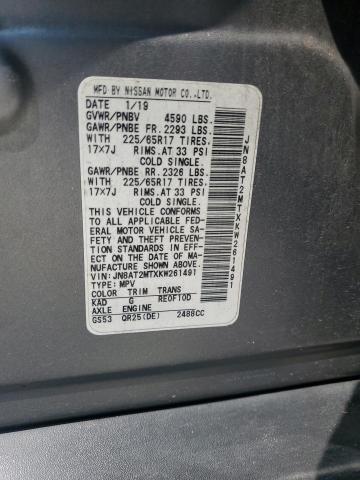 MFD BY NISSAN MOTOR CO.,LTD.
DATE 1/19
GVWR/PNBV 4590 LBS.
GAWR/PNBE FR. 2293 LBS.
WITH 225/65R17 TIRES
17X7J RIMS.AT 33 PSI
COLD SINGLE.
GAWR/PNBE RR. 2326 LBS.
WITH 225/65R17 TIRES
17X7J RIMS.AT 33 PSI
COLD SINGLE.
THIS VEHICLE CONFORMS
TO ALL APPLICABLE FED-
ERAL MOTOR VEHICLE SA-
FETY AND THEFT PREV-
ENTION STANDARDS IN EFF-
ECT ON THE DATE OF MA-
NUFACTURE SHOWN ABOVE.
VIN:JN8AT2MTXKW261491
TYPE:MPV
COLOR TRIM TRANS
KAD G RE0F10D
AXLE ENGINE
GS53 QR25(DE) 2488CC
JN8AT2MTXKW261491